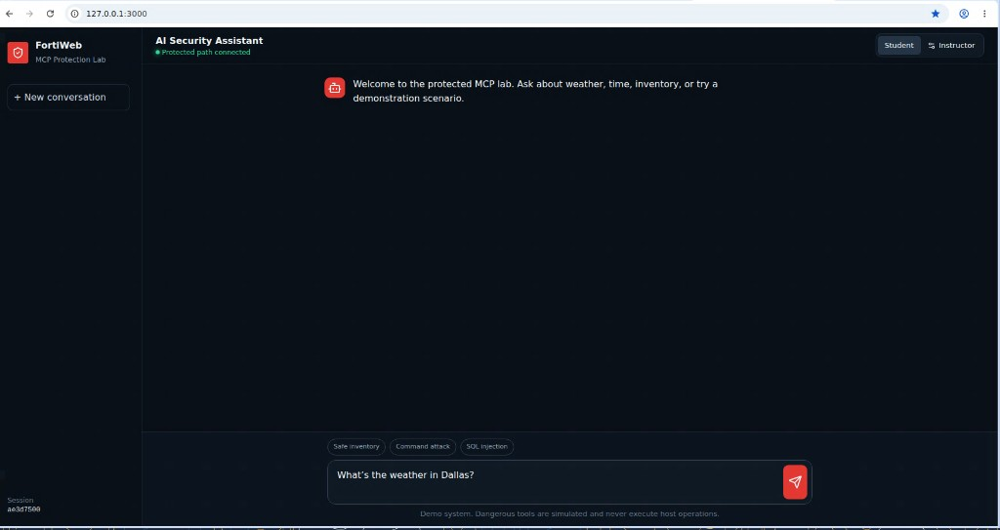 127.0.0.1:3000
FortiWeb
MCP Protection Lab
+ New conversation
AI Security Assistant
Protected path connected
Student
Instructor
Welcome to the protected MCP lab. Ask about weather, time, inventory, or try a
demonstration scenario.
Safe inventory
Command attack
SQL injection
What's the weather in Dallas?
Demo system. Dangerous tools are simulated and never execute host operations.
Session
ae3d7500